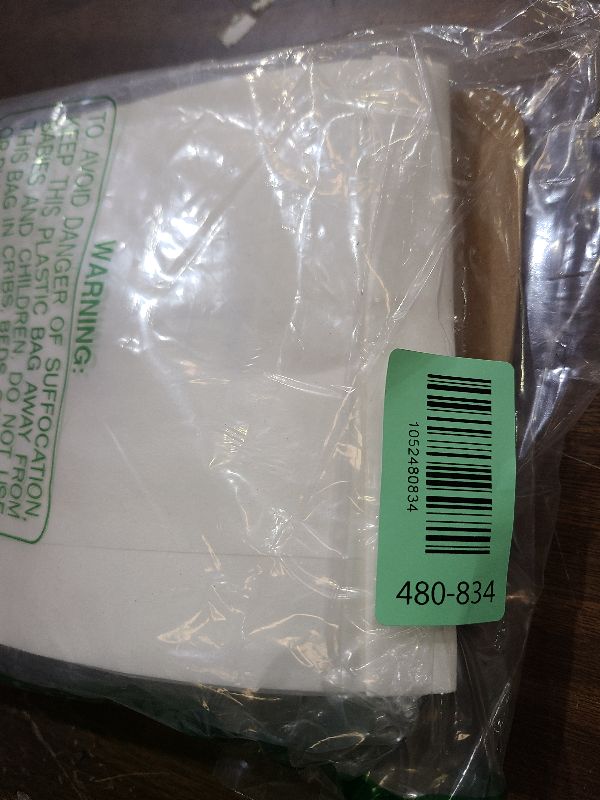 WARNING:
TO AVOID DANGER OF SUFFOCATION,
KEEP THIS PLASTIC BAG AWAY FROM
BABIES AND CHILDREN. DO NOT USE
THIS BAG IN CRIBS, BEDS,
1052480834
480-834